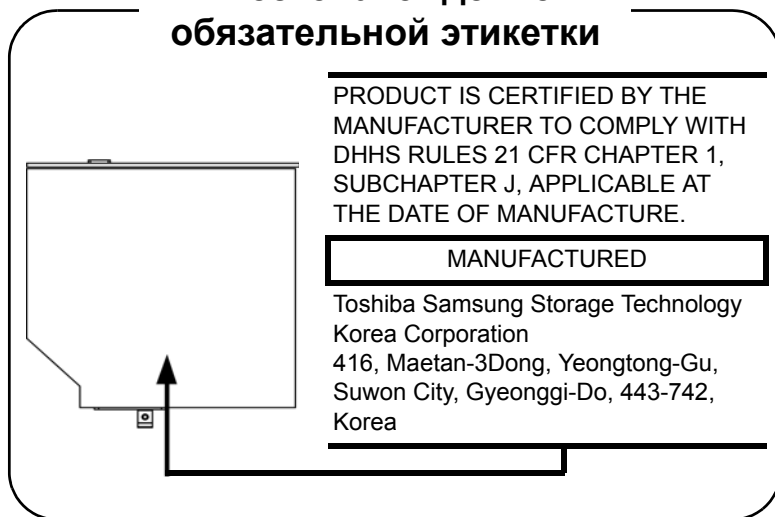 обязательной этикетки
PRODUCT IS CERTIFIED BY THE
MANUFACTURER TO COMPLY WITH
DHHS RULES 21 CFR CHAPTER 1,
SUBCHAPTER J, APPLICABLE AT
THE DATE OF MANUFACTURE.
MANUFACTURED
Toshiba Samsung Storage Technology
Korea Corporation
416, Maetan-3Dong, Yeongtong-Gu,
Suwon City, Gyeonggi-Do, 443-742,
Korea